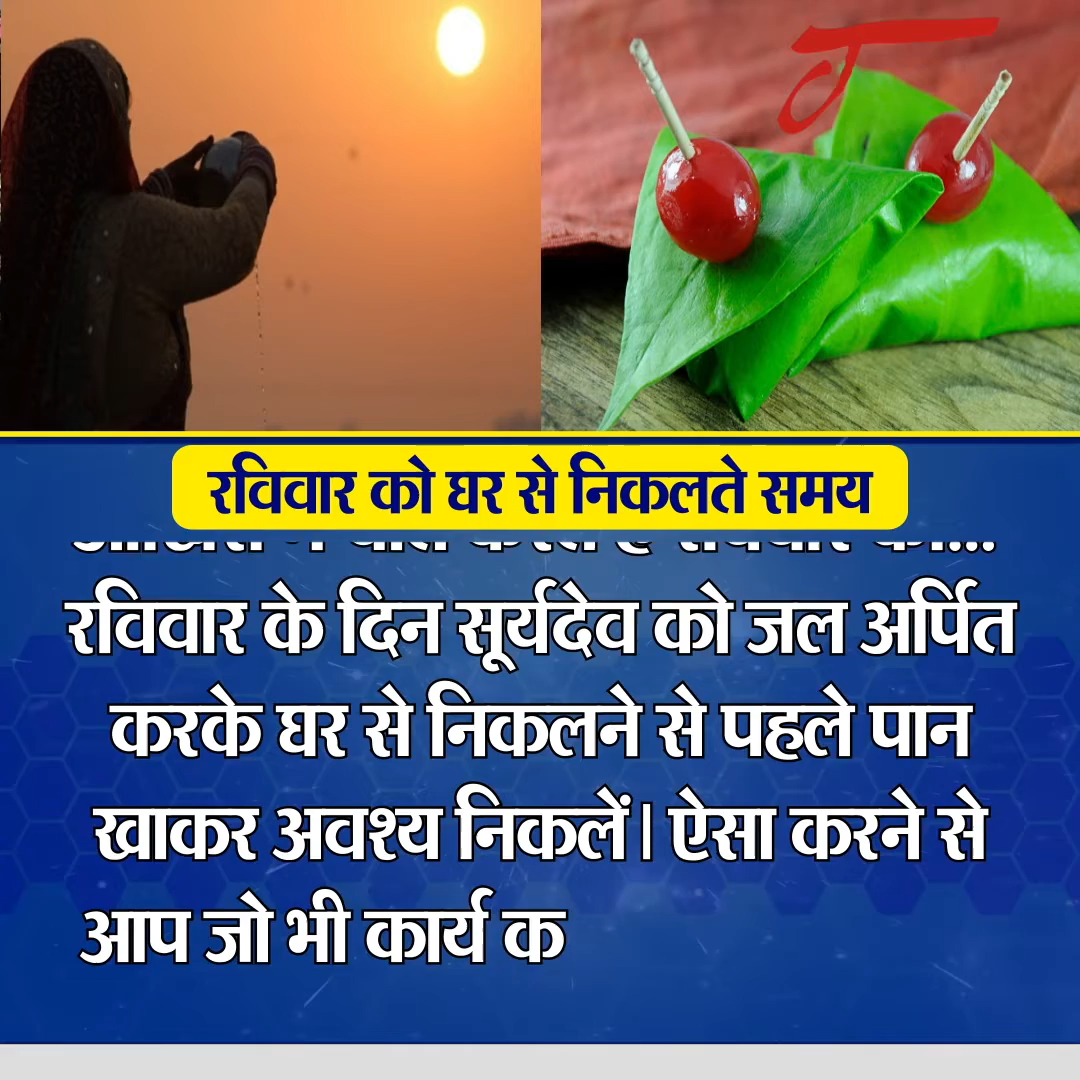 रविवार को घर से निकलते समय
रविवार के दिन सूर्यदेव को जल अर्पित
करके घर से निकलने से पहले पान
खाकर अवश्य निकलें। ऐसा करने से
आप जो भी कार्य क